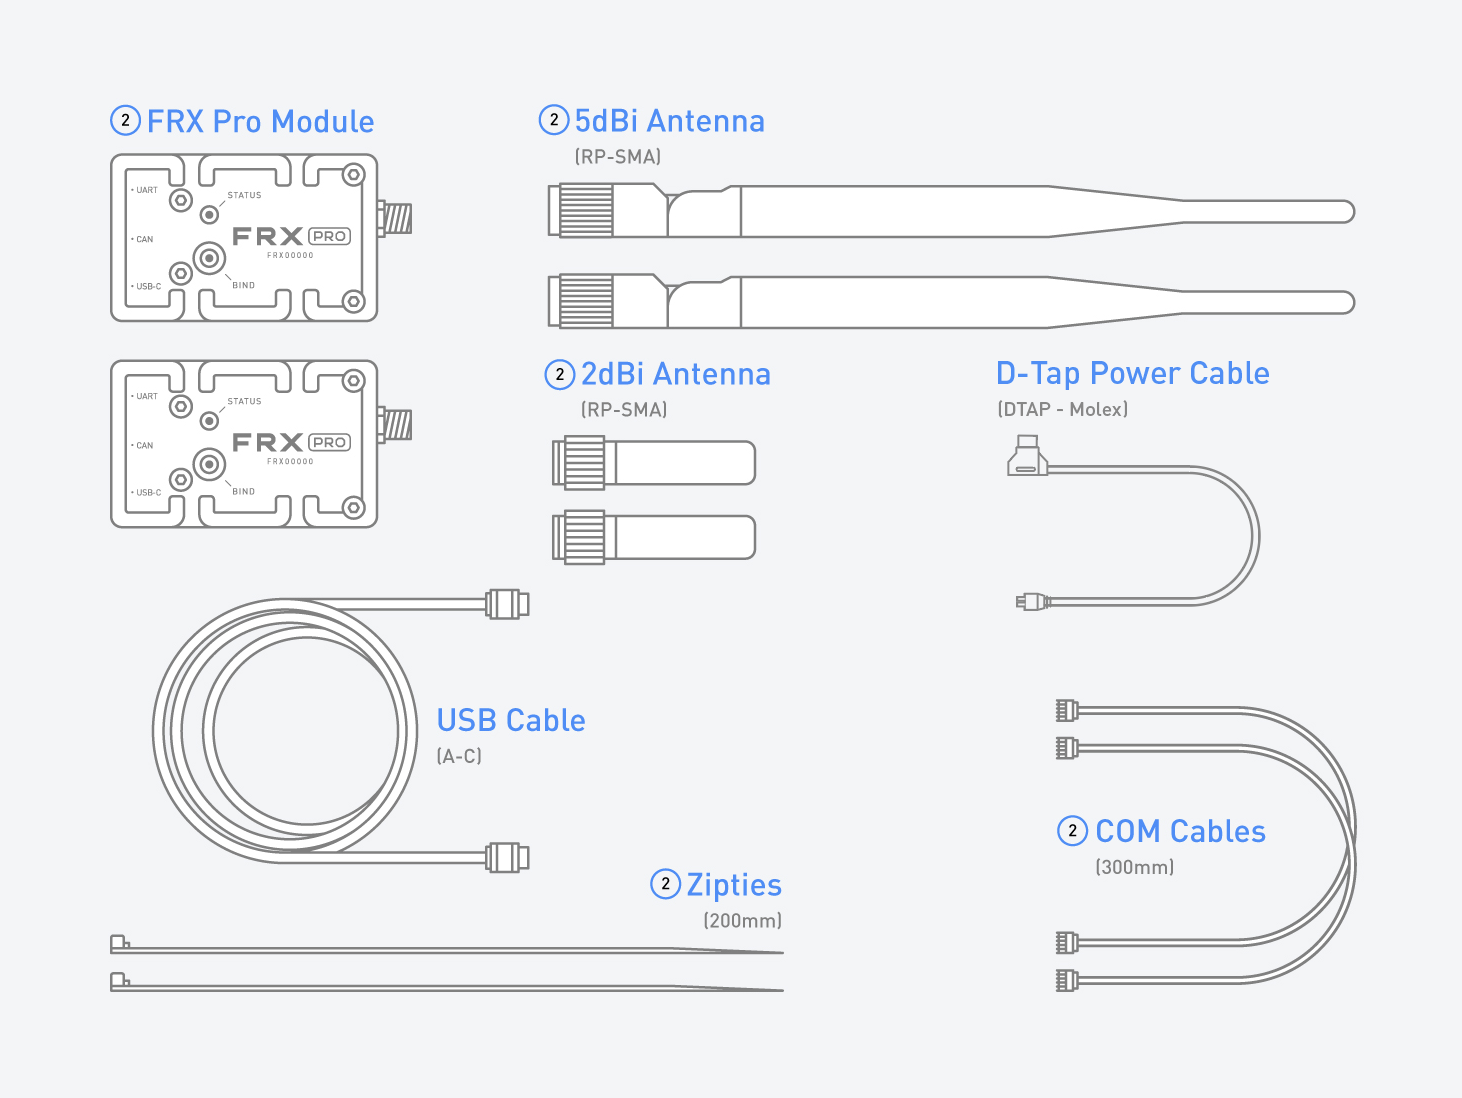 2 FRX Pro Module
• UART
STATUS
• CAN
FRX PRO
FRX00000
• USB-C
BIND
• UART
STATUS
• CAN
FRX PRO
FRX00000
• USB-C
BIND
2 5dBi Antenna
(RP-SMA)
2 2dBi Antenna
(RP-SMA)
D-Tap Power Cable
(DTAP - Molex)
USB Cable
(A-C)
2 COM Cables
(300mm)
2 Zipties
(200mm)